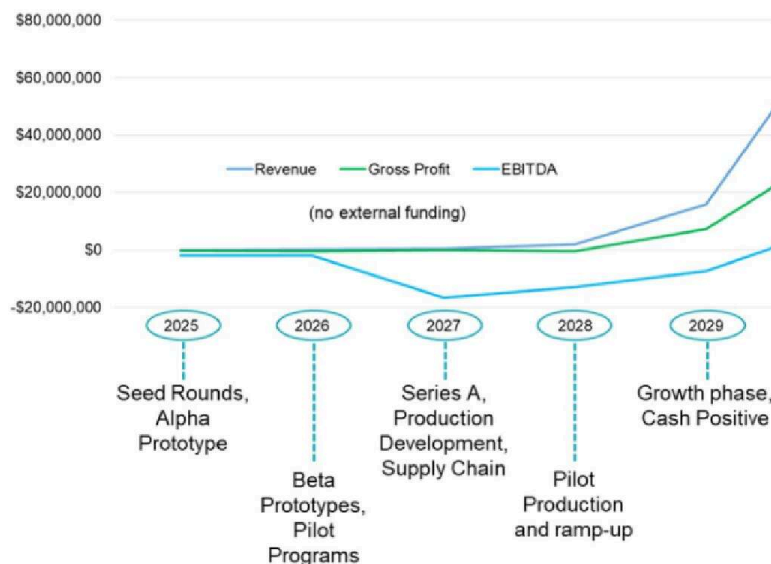 $80,000,000
$60,000,000
$40,000,000
Revenue Gross Profit EBITDA
$20,000,000
(no external funding)
$0
-$20,000,000
2025 2026 2027 2028 2029
Seed Rounds,
Alpha
Prototype
Beta
Prototypes,
Pilot
Programs
Series A,
Production
Development,
Supply Chain
Pilot
Production
and ramp-up
Growth phase,
Cash Positive